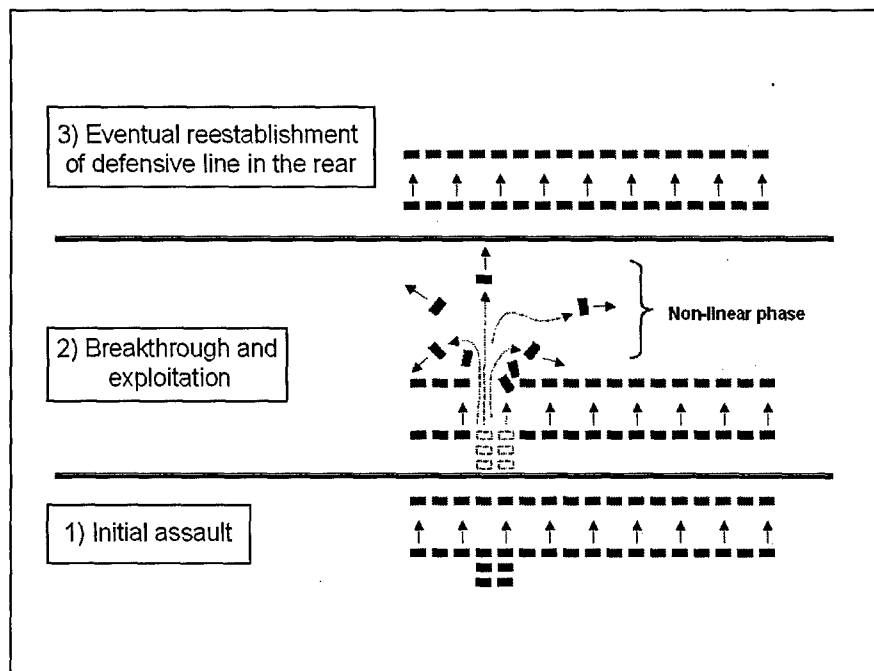 3) Eventual reestablishment
of defensive line in the rear
Non-linear phase
2) Breakthrough and
exploitation
1) Initial assault